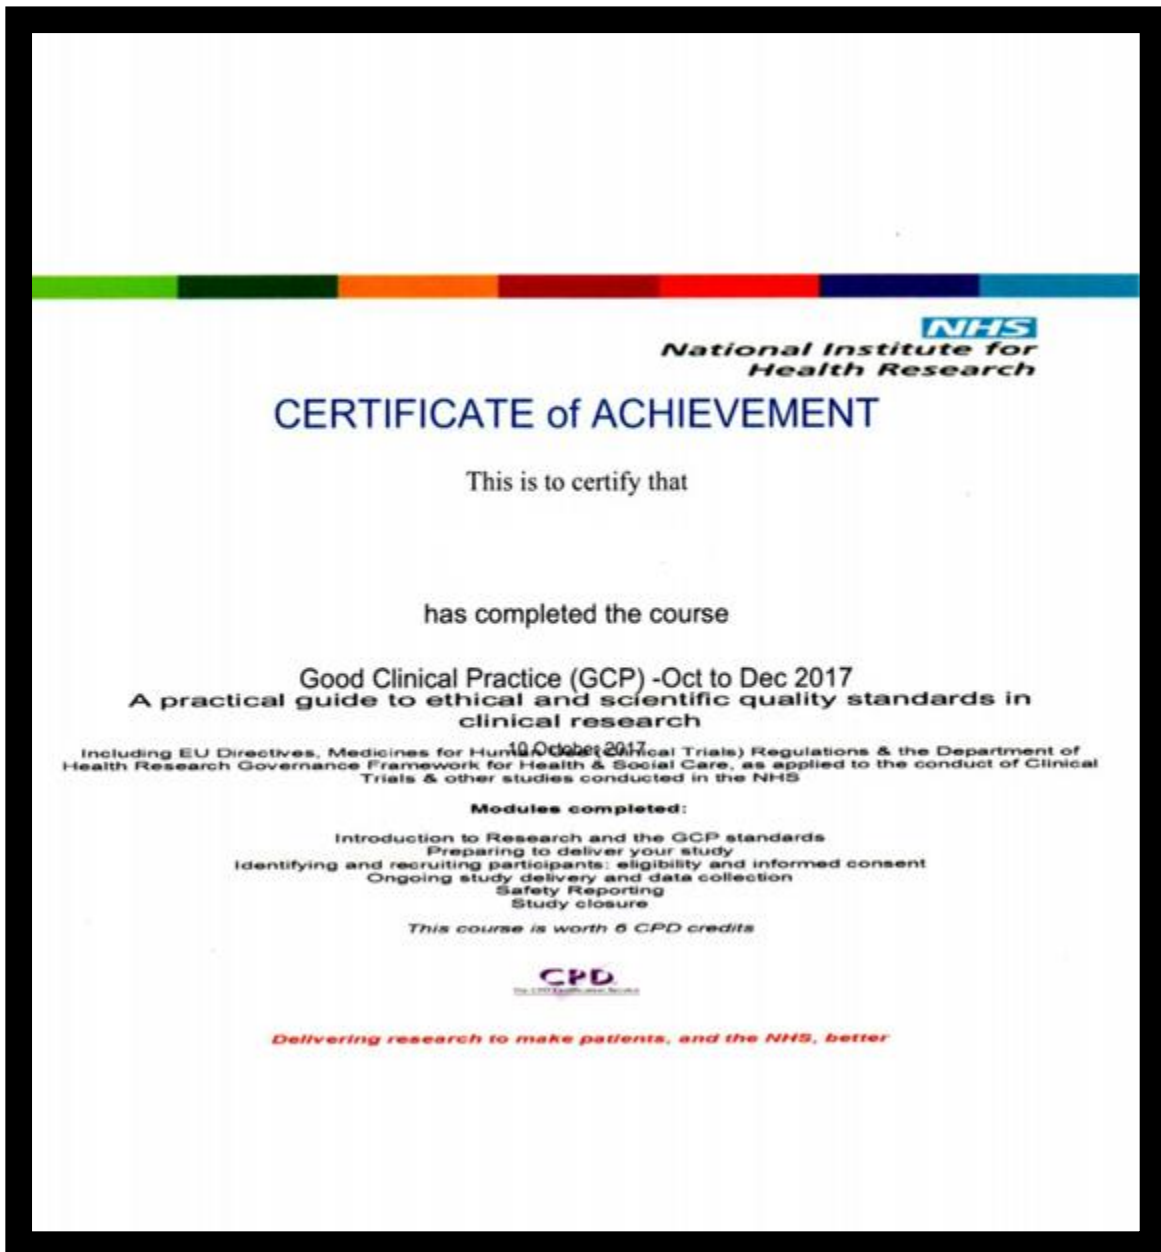 NHS
National Institute for
Health Research
CERTIFICATE of ACHIEVEMENT
This is to certify that
has completed the course
Good Clinical Practice (GCP) -Oct to Dec 2017
A practical guide to ethical and scientific quality standards in
clinical research
10 October 2017
Including EU Directives, Medicines for Human Trials) Regulations & the Department of
Health Research Governance Framework for Health & Social Care, as applied to the conduct of Clinical
Trials & other studies conducted in the NHS
Modules completed:
Introduction to Research and the GCP standards
Preparing to deliver your study
Identifying and recruiting participants: eligibility and informed consent
Ongoing study delivery and data collection
Safety Reporting
Study closure
This course is worth 6 CPD credits
CPD
The CPD Certification Service
Delivering research to make patients, and the NHS, better